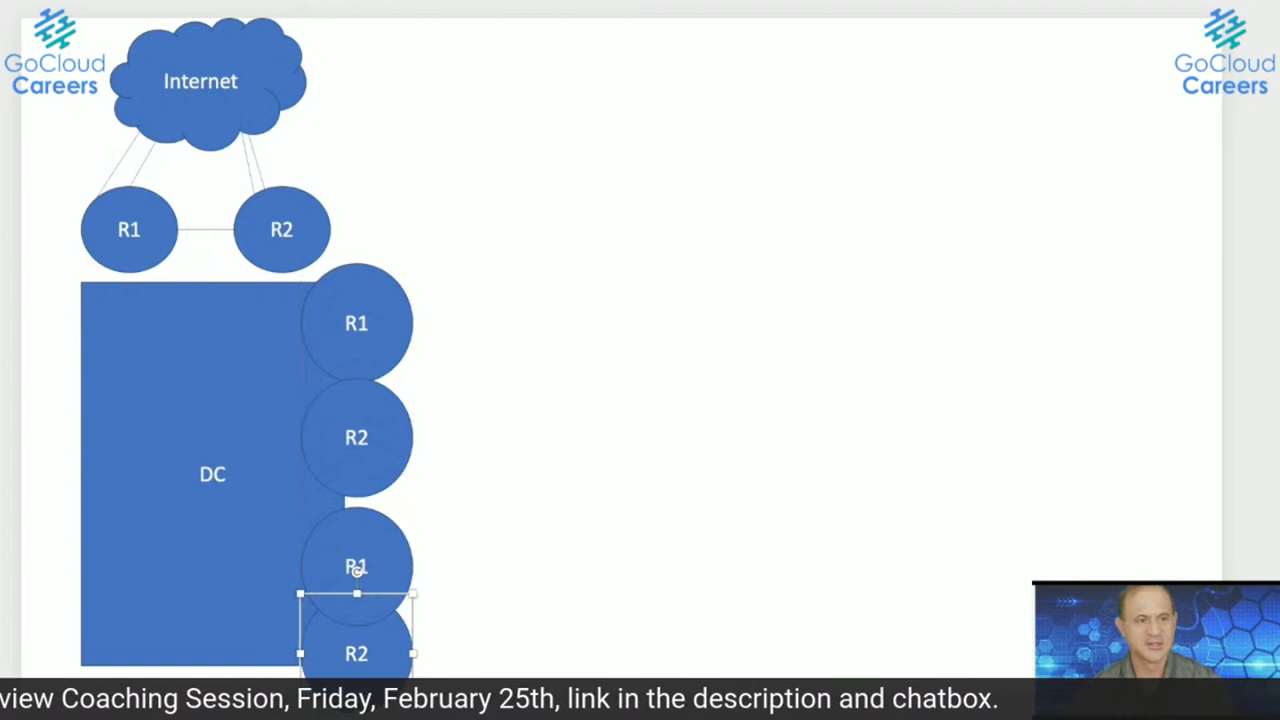 GoCloud
Careers
GoCloud
Careers
Internet
R1
R2
R1
R2
DC
R1
R2
view Coaching Session, Friday, February 25th, link in the description and chatbox.